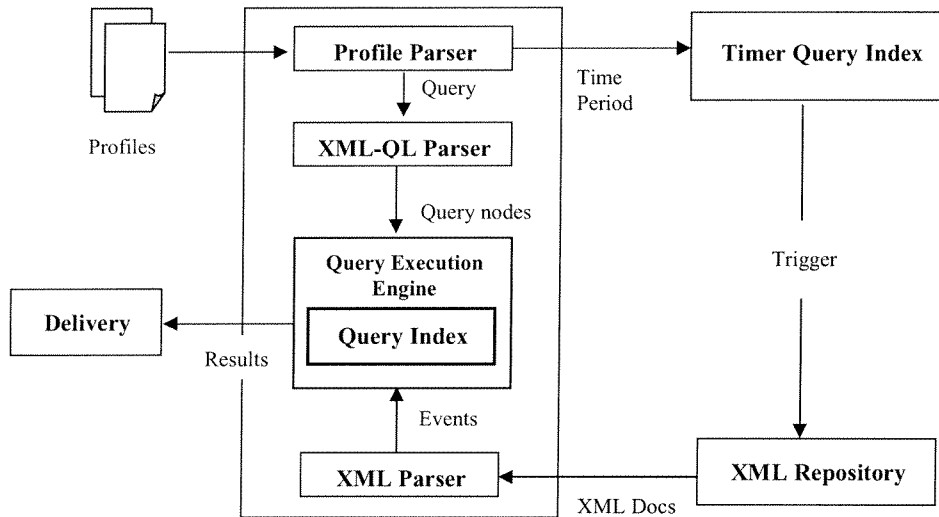 Profile Parser
Timer Query Index
Query
Time
Period
Profiles
XML-QL Parser
Query nodes
Query Execution
Engine
Trigger
Delivery
Query Index
Results
Events
XML Parser
XML Repository
XML Docs